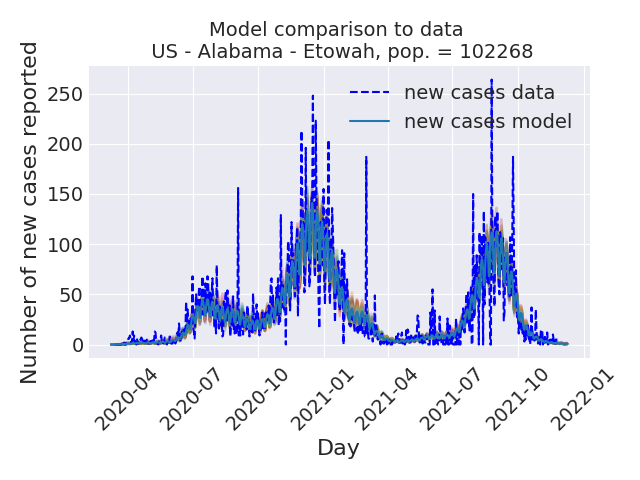 Model comparison to data
US - Alabama - Etowah, pop. = 102268
new cases data
new cases model
Number of new cases reported
250
200
150
100
50
0
2020-04
2020-07
2020-10
2021-01
2021-04
2021-07
2021-10
2022-01
Day